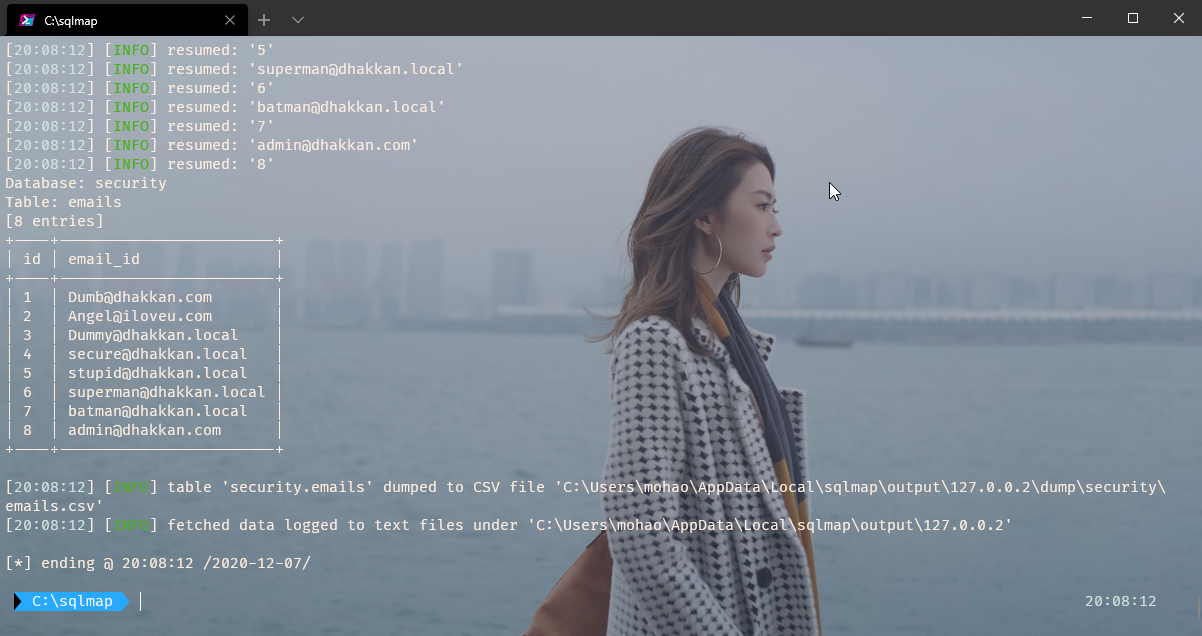 C:\sqlmap
[20:08:12] [INFO] resumed: '5'
[20:08:12] [INFO] resumed: 'superman@dhakkan.local'
[20:08:12] [INFO] resumed: '6'
[20:08:12] [INFO] resumed: 'batman@dhakkan.local'
[20:08:12] [INFO] resumed: '7'
[20:08:12] [INFO] resumed: 'admin@dhakkan.com'
[20:08:12] [INFO] resumed: '8'
Database: security
Table: emails
[8 entries]
+----+------------------------+
| id | email_id               |
+----+------------------------+
| 1  | Dumb@dhakkan.com       |
| 2  | Angel@iloveu.com       |
| 3  | Dummy@dhakkan.local    |
| 4  | secure@dhakkan.local   |
| 5  | stupid@dhakkan.local   |
| 6  | superman@dhakkan.local |
| 7  | batman@dhakkan.local   |
| 8  | admin@dhakkan.com      |
+----+------------------------+
[20:08:12] [INFO] table 'security.emails' dumped to CSV file 'C:\Users\mohao\AppData\Local\sqlmap\output\127.0.0.2\dump\security\
emails.csv'
[20:08:12] [INFO] fetched data logged to text files under 'C:\Users\mohao\AppData\Local\sqlmap\output\127.0.0.2'
[*] ending @ 20:08:12 /2020-12-07/
C:\sqlmap 20:08:12